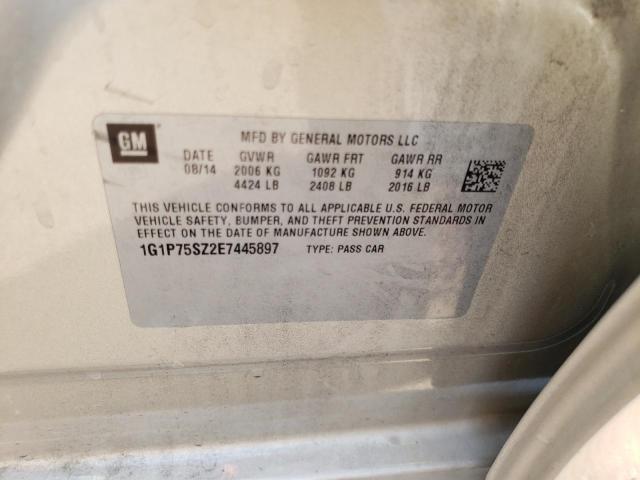 GM
MFD BY GENERAL MOTORS LLC
DATE GVWR GAWR FRT GAWR RR
08/14 2006 KG 1092 KG 914 KG
4424 LB 2408 LB 2016 LB
THIS VEHICLE CONFORMS TO ALL APPLICABLE U.S. FEDERAL MOTOR
VEHICLE SAFETY, BUMPER, AND THEFT PREVENTION STANDARDS IN
EFFECT ON THE DATE OF MANUFACTURE SHOWN ABOVE.
1G1P75SZ2E7445897 TYPE: PASS CAR